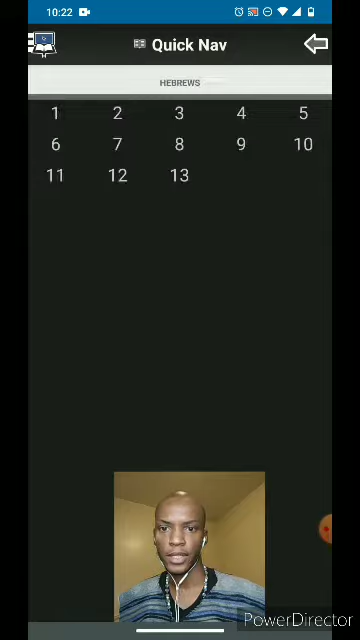 10:22
Quick Nav
HEBREWS
1 2 3 4 5
6 7 8 9 10
11 12 13
PowerDirector